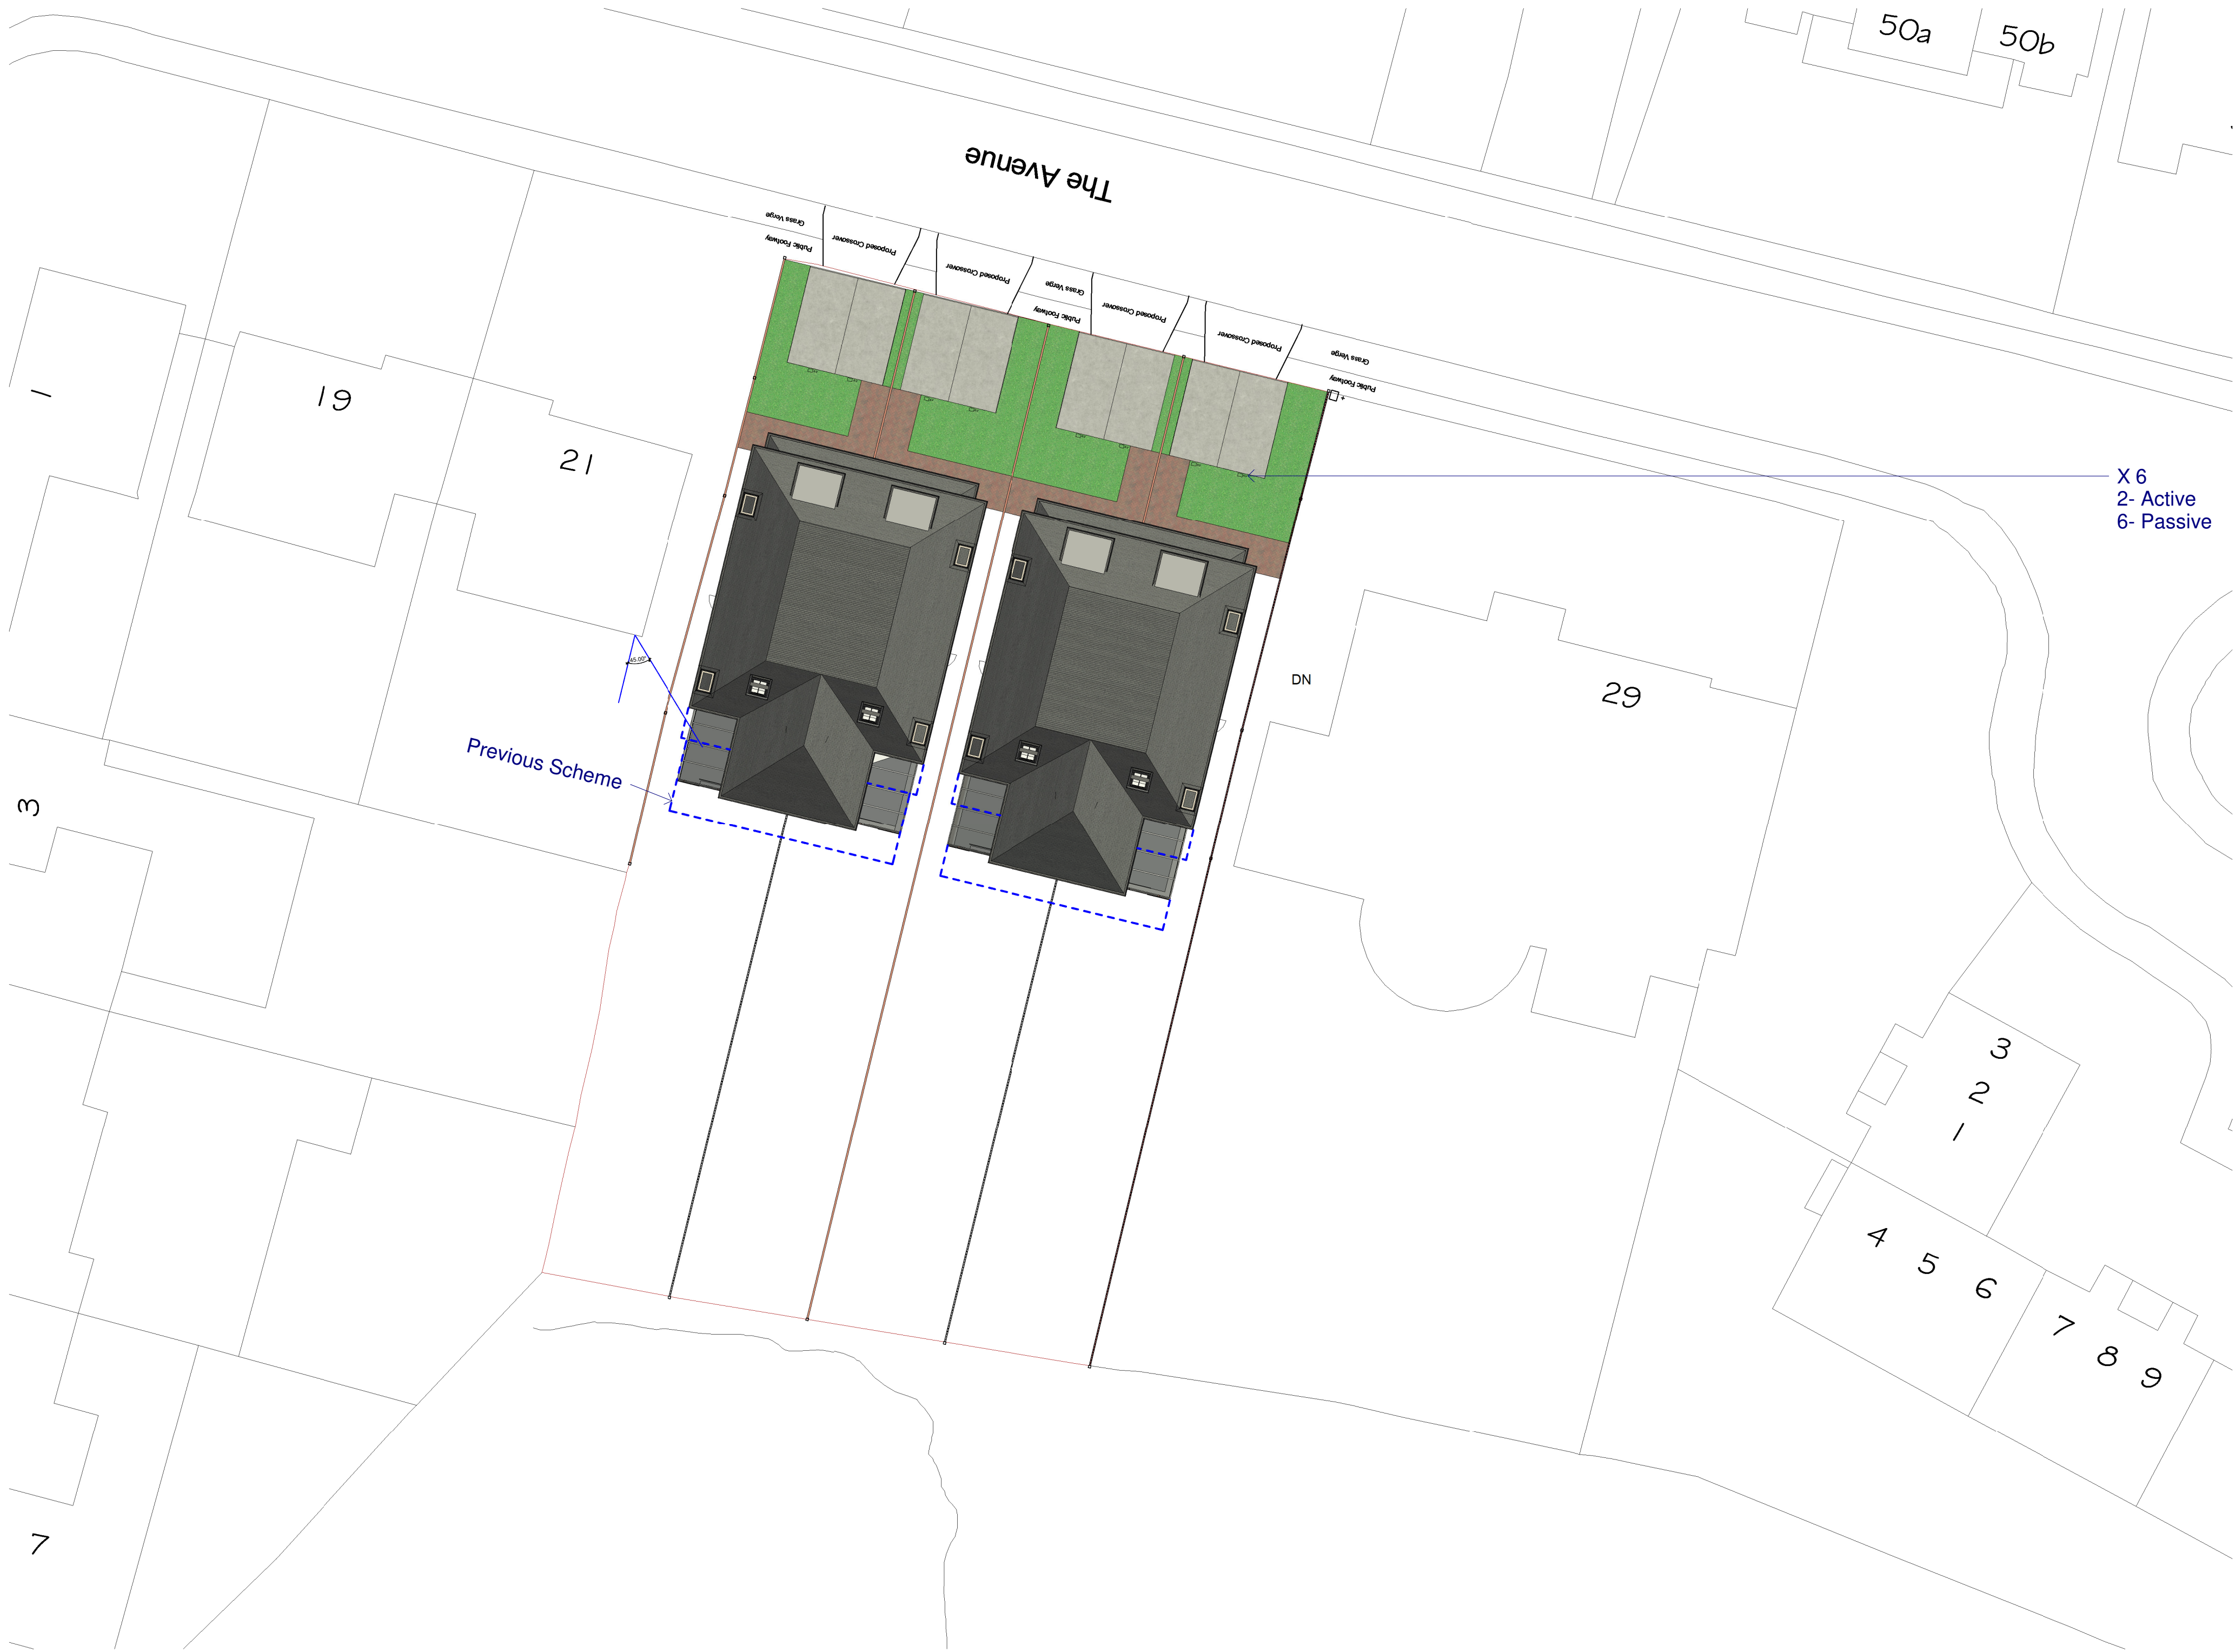 50a
50b
The Avenue
Grass Verge
Public Footway
Proposed Crossover
Proposed Crossover
Grass Verge
Public Footway
Proposed Crossover
Proposed Crossover
Grass Verge
Public Footway
1
19
21
X 6
2- Active
6- Passive
45.00°
DN
29
Previous Scheme
3
3
2
1
4
5
6
7
8
9
7